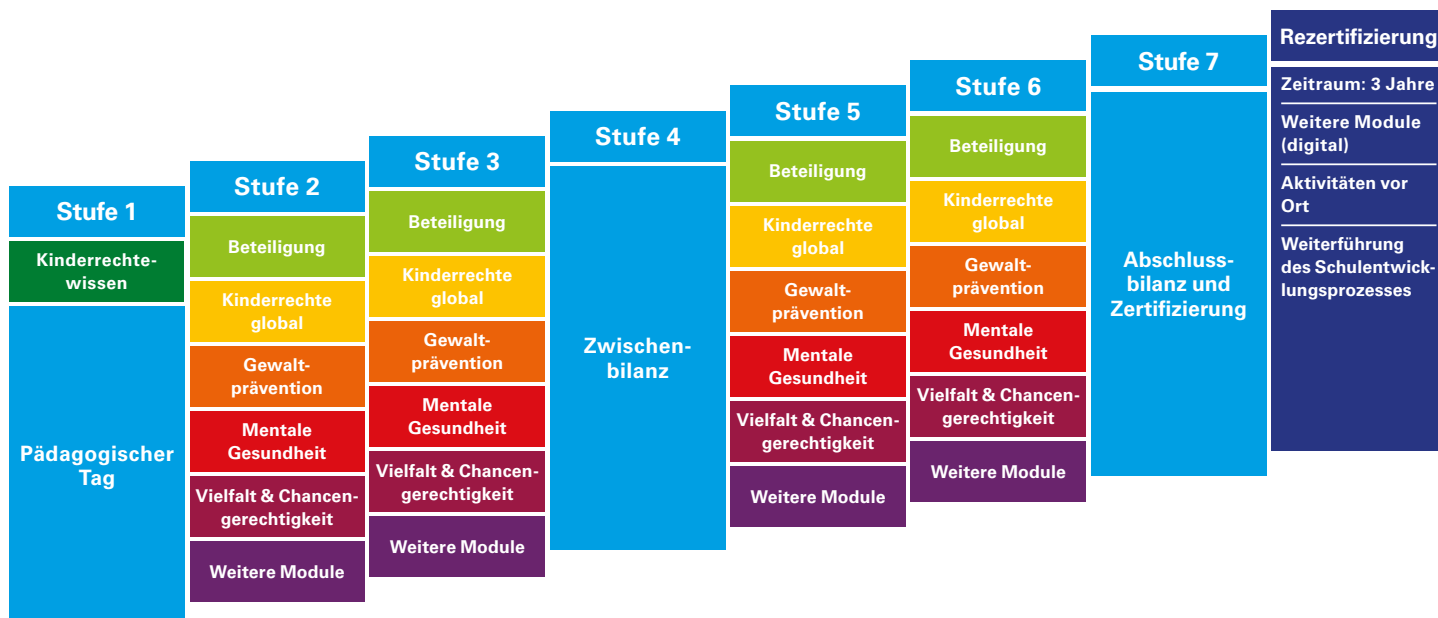 Stufe 1
Kinderrechte-
wissen
Pädagogischer
Tag
Stufe 2
Beteiligung
Kinderrechte
global
Gewalt-
prävention
Mentale
Gesundheit
Vielfalt & Chancen-
gerechtigkeit
Weitere Module
Stufe 3
Beteiligung
Kinderrechte
global
Gewalt-
prävention
Mentale
Gesundheit
Vielfalt & Chancen-
gerechtigkeit
Weitere Module
Stufe 4
Zwischen-
bilanz
Stufe 5
Beteiligung
Kinderrechte
global
Gewalt-
prävention
Mentale
Gesundheit
Vielfalt & Chancen-
gerechtigkeit
Weitere Module
Stufe 6
Beteiligung
Kinderrechte
global
Gewalt-
prävention
Mentale
Gesundheit
Vielfalt & Chancen-
gerechtigkeit
Weitere Module
Stufe 7
Abschluss-
bilanz und
Zertifizierung
Rezertifizierung
Zeitraum: 3 Jahre
Weitere Module
(digital)
Aktivitäten vor
Ort
Weiterführung
des Schulentwick-
lungsprozesses